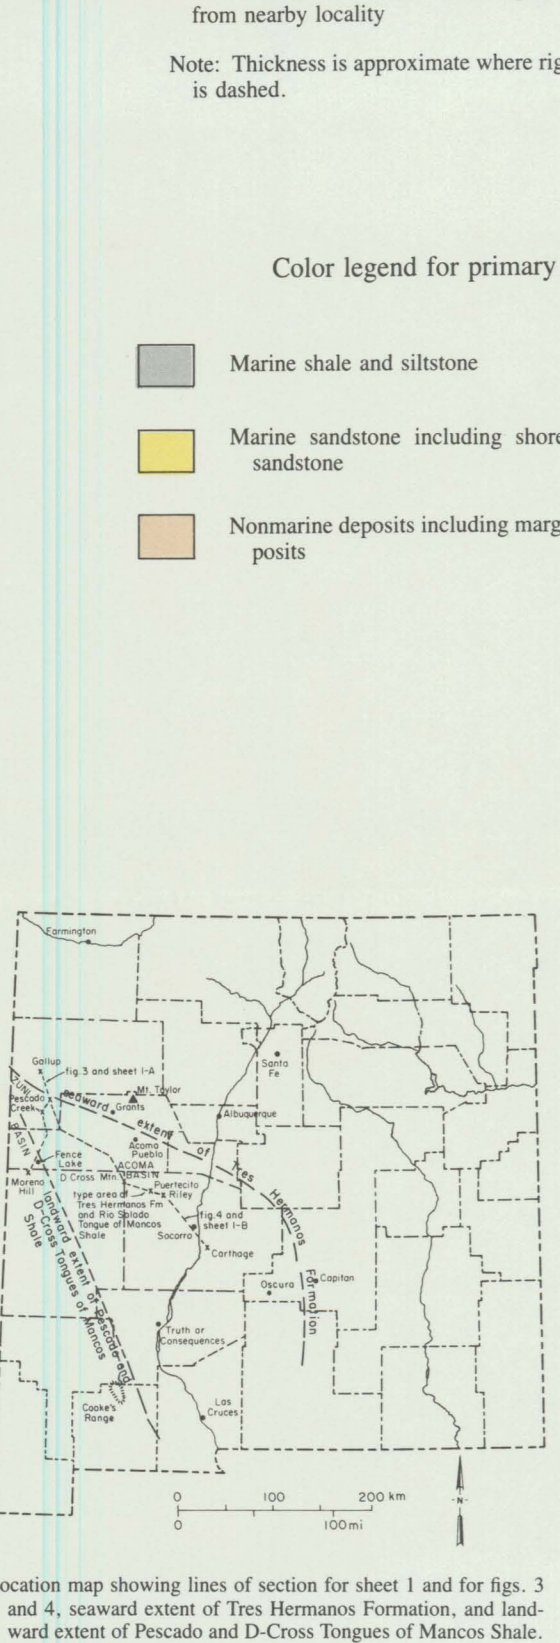 from nearby locality
Note: Thickness is approximate where rig
is dashed.
Color legend for primary
Marine shale and siltstone
Marine sandstone including shore
sandstone
Nonmarine deposits including marg
posits
Farmington
Gallup
fig.3 and sheet 1-A
ZUNI
BASIN
Pescado
Creek
Mt. Taylor
Grants
Santa
Fe
Albuquerque
seaward extent of Tres Hermanos Formation
Acoma
Pueblo
ACOMA
BASIN
Fence
Lake
D Cross Mtn.
Moreno
Hill
Puertecito
Riley
type area of
Tres Hermanos Fm
and Rio Salado
Tongue of Mancos
Shale
fig.4 and
sheet 1-B
Socorro
Carthage
landward extent of Pescado and
D-Cross Tongues of Mancos
Shale
Oscura
Capitan
Truth or
Consequences
Cooke's
Range
Las
Cruces
0 100 200 km
0 100mi
-N-
ocation map showing lines of section for sheet 1 and for figs. 3
and 4, seaward extent of Tres Hermanos Formation, and land-
ward extent of Pescado and D-Cross Tongues of Mancos Shale.